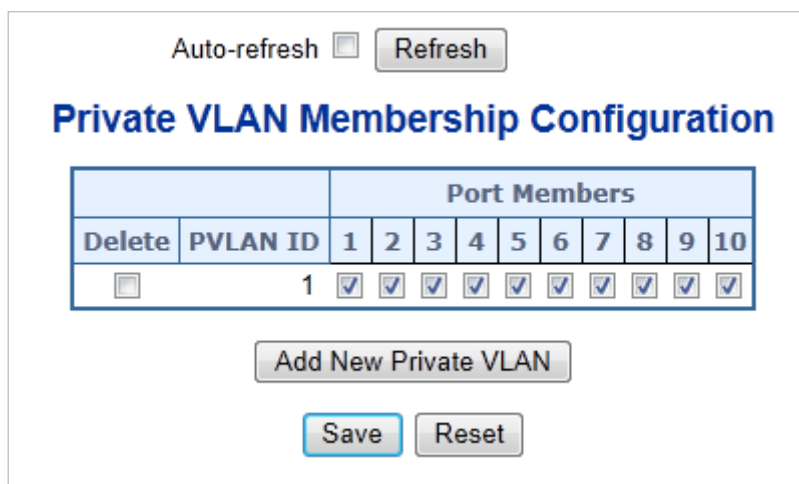 Auto-refresh Refresh
Private VLAN Membership Configuration
Port Members
Delete PVLAN ID 1 2 3 4 5 6 7 8 9 10
1
Add New Private VLAN
Save Reset